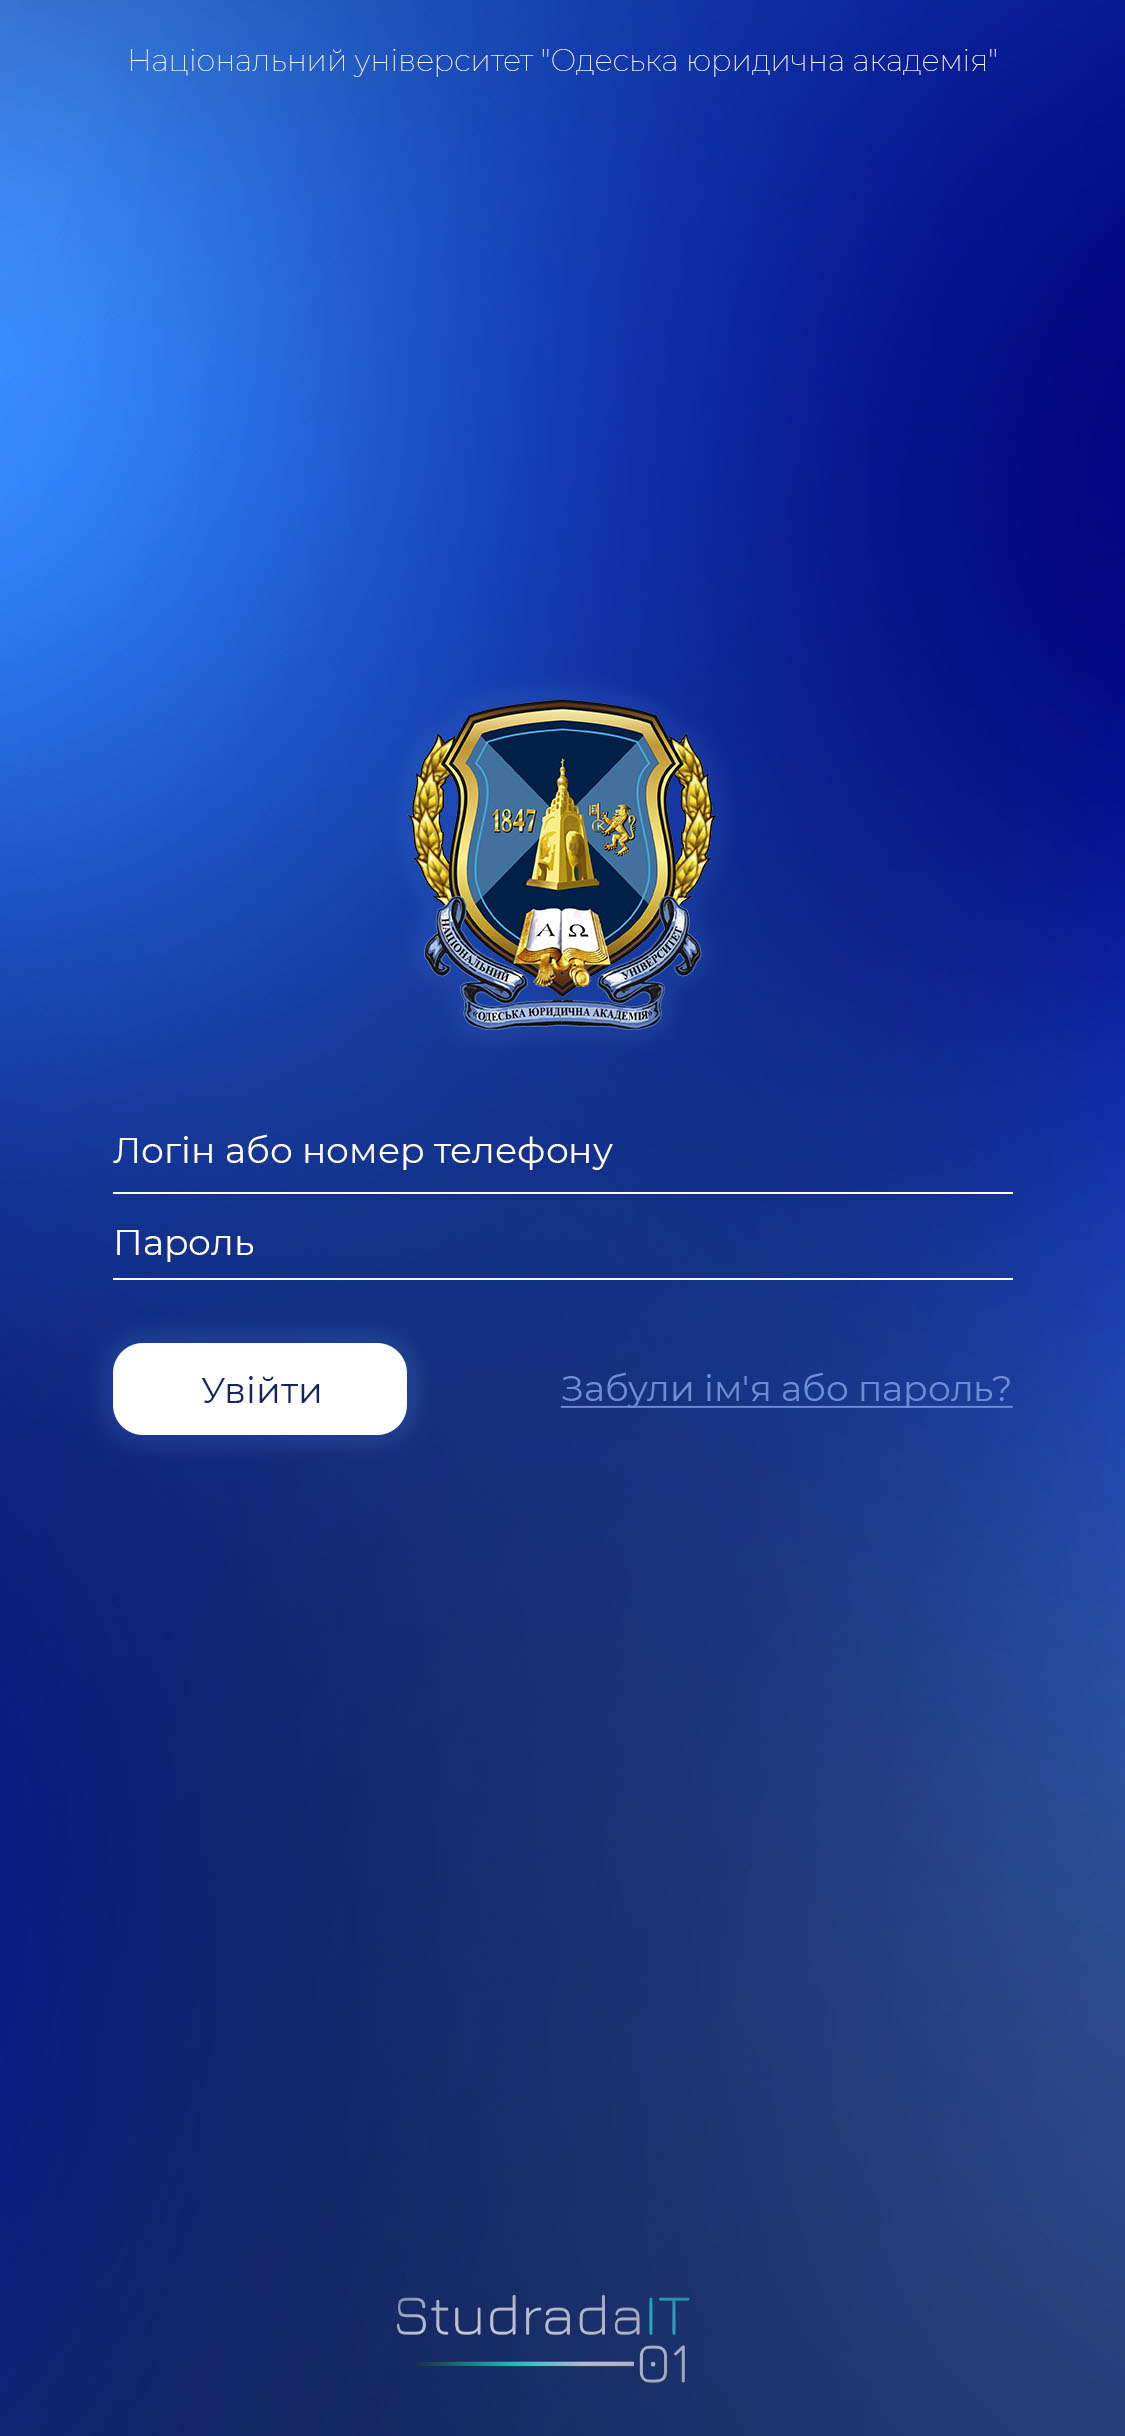 Національний університет "Одеська юридична академія"
1847
Α Ω
НАЦІОНАЛЬНИЙ УНІВЕРСИТЕТ
«ОДЕСЬКА ЮРИДИЧНА АКАДЕМІЯ»
Логін або номер телефону
Пароль
Увійти Забули ім'я або пароль?
StudradaIT
01